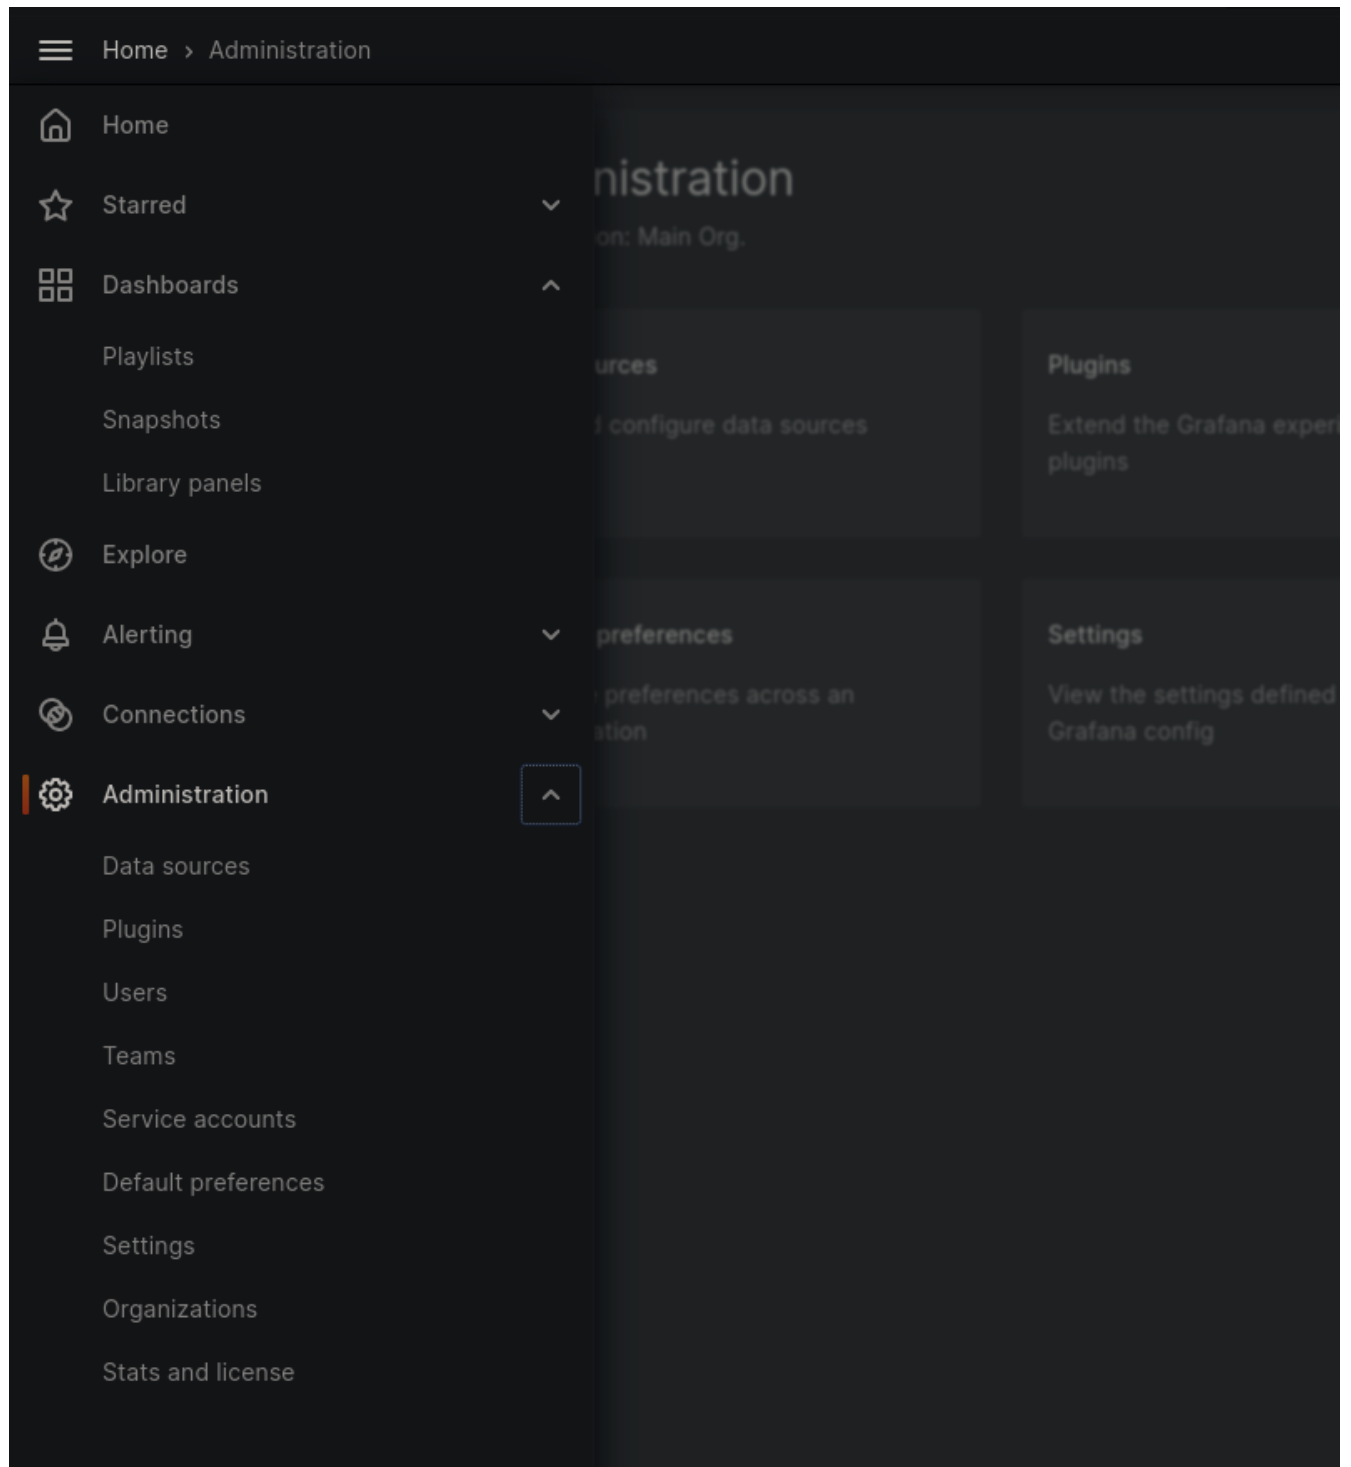 Home › Administration
Home
Starred
Dashboards
Playlists
Snapshots
Library panels
Explore
Alerting
Connections
Administration
Data sources
Plugins
Users
Teams
Service accounts
Default preferences
Settings
Organizations
Stats and license
nistration
on: Main Org.
urces
configure data sources
Plugins
Extend the Grafana experi
plugins
preferences
preferences across an
ation
Settings
View the settings defined
Grafana config